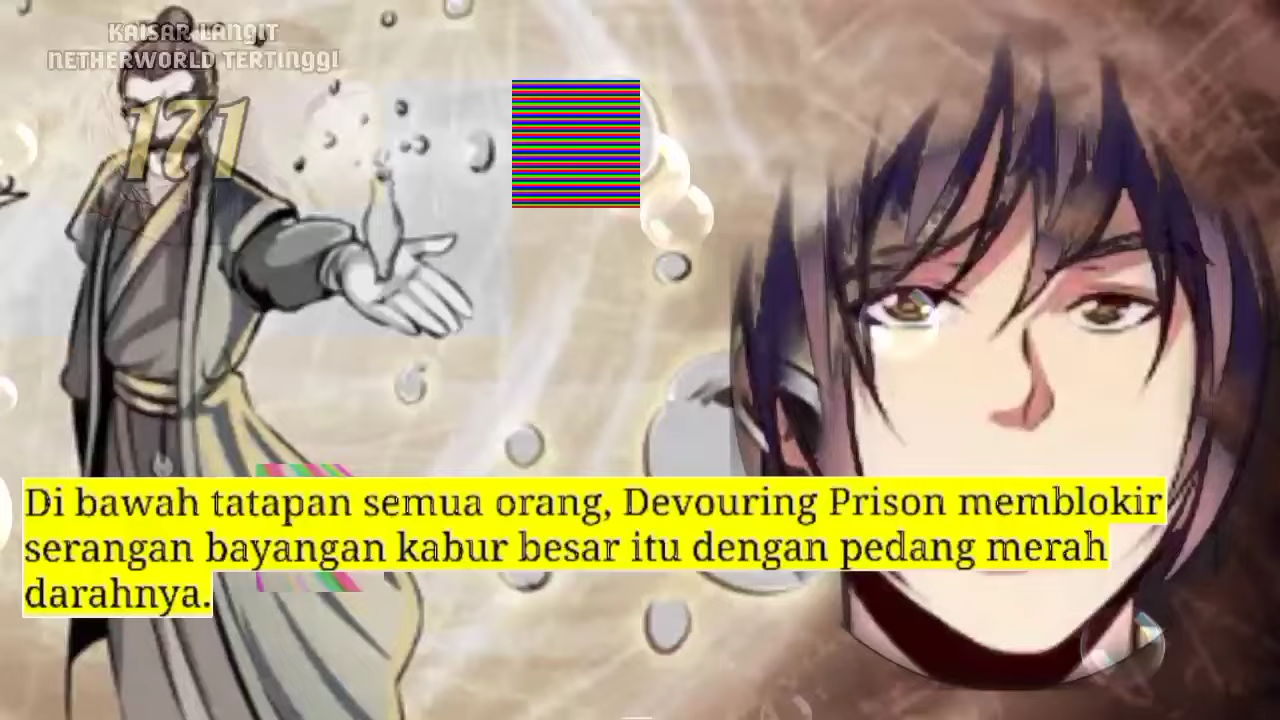 KAISAR LANGIT
NETHERWORLD TERTINGGI
171
Di bawah tatapan semua orang, Devouring Prison memblokir
serangan bayangan kabur besar itu dengan pedang merah
darahnya.